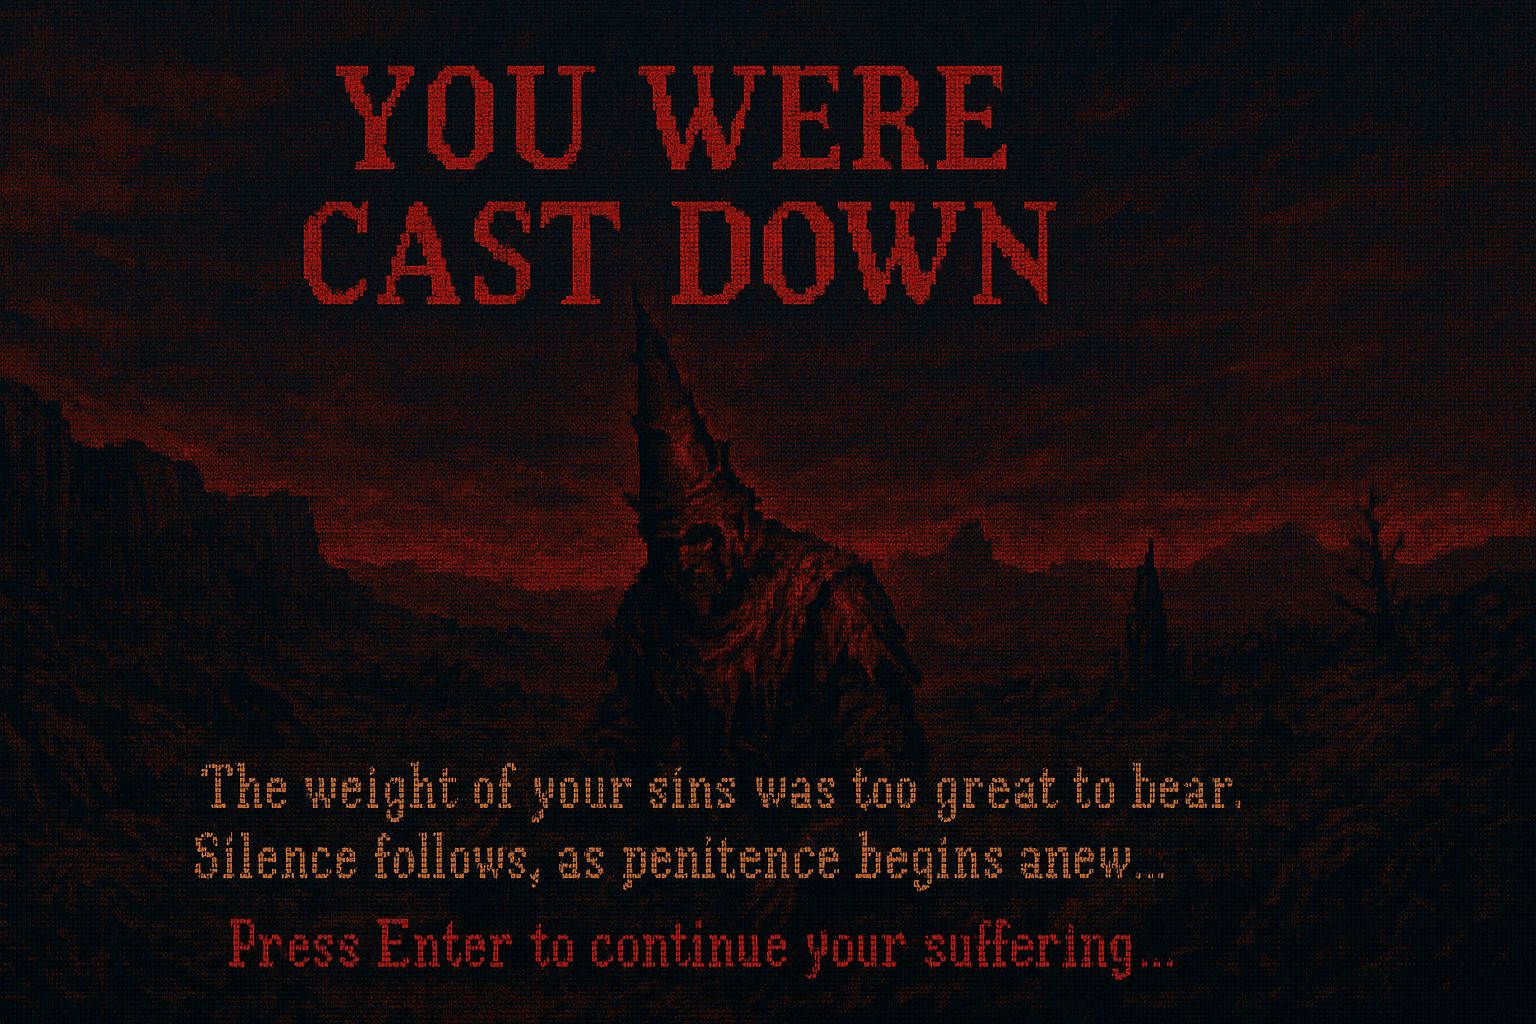 YOU WERE
CAST DOWN
The weight of your sins was too great to bear.
Silence follows, as penitence begins anew...
Press Enter to continue your suffering...